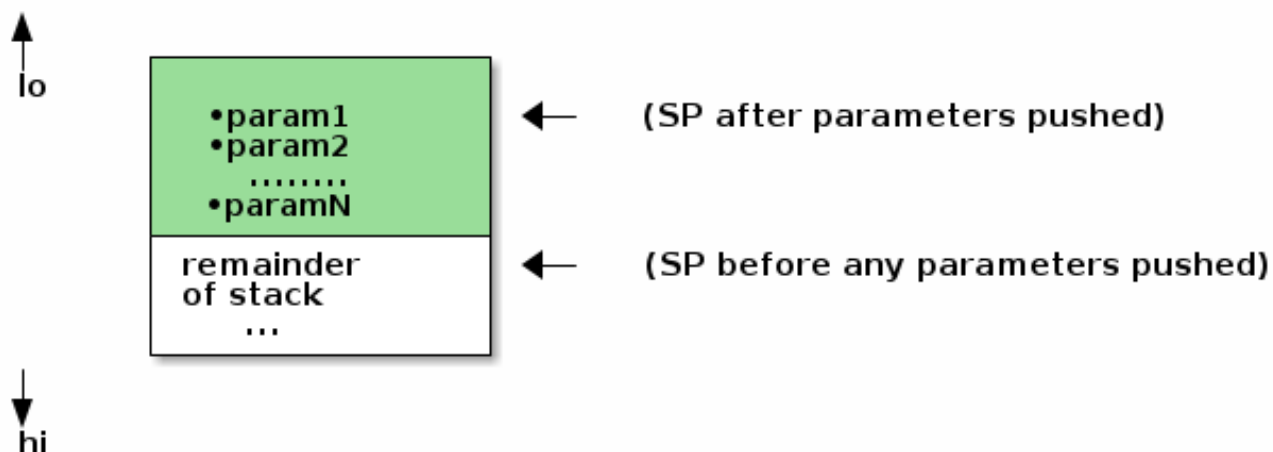 lo
•param1
(SP after parameters pushed)
•param2
........
•paramN
remainder
(SP before any parameters pushed)
of stack
...
hi